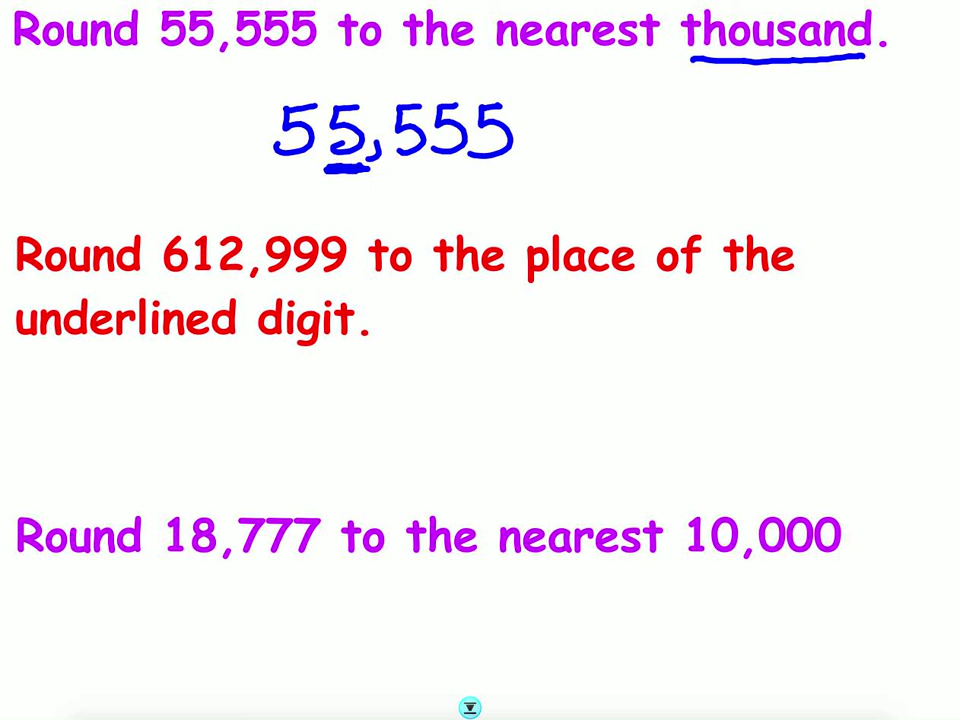 Round 55,555 to the nearest thousand.
55,555
Round 612,999 to the place of the
underlined digit.
Round 18,777 to the nearest 10,000